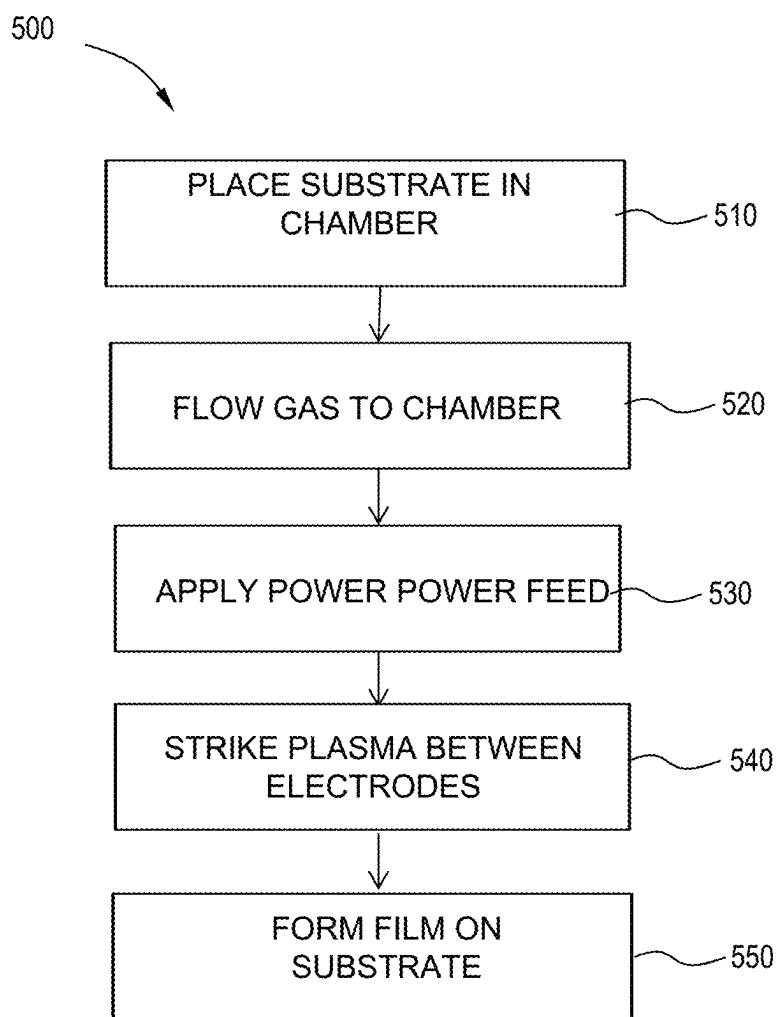 500
PLACE SUBSTRATE IN
CHAMBER
510
FLOW GAS TO CHAMBER
520
APPLY POWER POWER FEED
530
STRIKE PLASMA BETWEEN
ELECTRODES
540
FORM FILM ON
SUBSTRATE
550